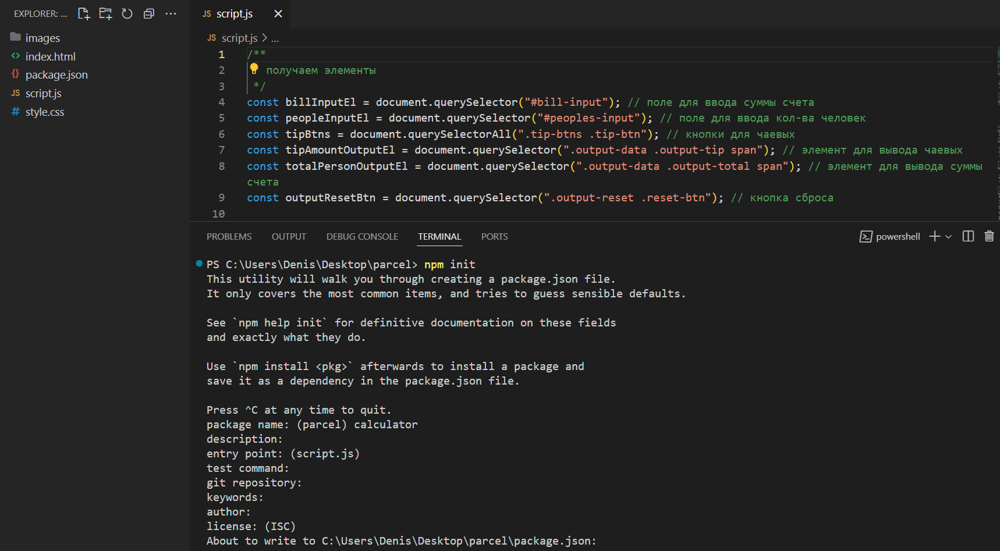 EXPLORER: ...
images
index.html
package.json
script.js
style.css
JS script.js
JS script.js > ...
1 /**
2 получаем элементы
3 */
4 const billInputEl = document.querySelector("#bill-input"); // поле для ввода суммы счета
5 const peopleInputEl = document.querySelector("#peoples-input"); // поле для ввода кол-ва человек
6 const tipBtns = document.querySelectorAll(".tip-btns .tip-btn"); // кнопки для чаевых
7 const tipAmountOutputEl = document.querySelector(".output-data .output-tip span"); // элемент для вывода чаевых
8 const totalPersonOutputEl = document.querySelector(".output-data .output-total span"); // элемент для вывода суммы
счета
9 const outputResetBtn = document.querySelector(".output-reset .reset-btn"); // кнопка сброса
10
PROBLEMS OUTPUT DEBUG CONSOLE TERMINAL PORTS powershell
PS C:\Users\Denis\Desktop\parcel> npm init
This utility will walk you through creating a package.json file.
It only covers the most common items, and tries to guess sensible defaults.
See `npm help init` for definitive documentation on these fields
and exactly what they do.
Use `npm install <pkg>` afterwards to install a package and
save it as a dependency in the package.json file.
Press ^C at any time to quit.
package name: (parcel) calculator
description:
entry point: (script.js)
test command:
git repository:
keywords:
author:
license: (ISC)
About to write to C:\Users\Denis\Desktop\parcel\package.json: